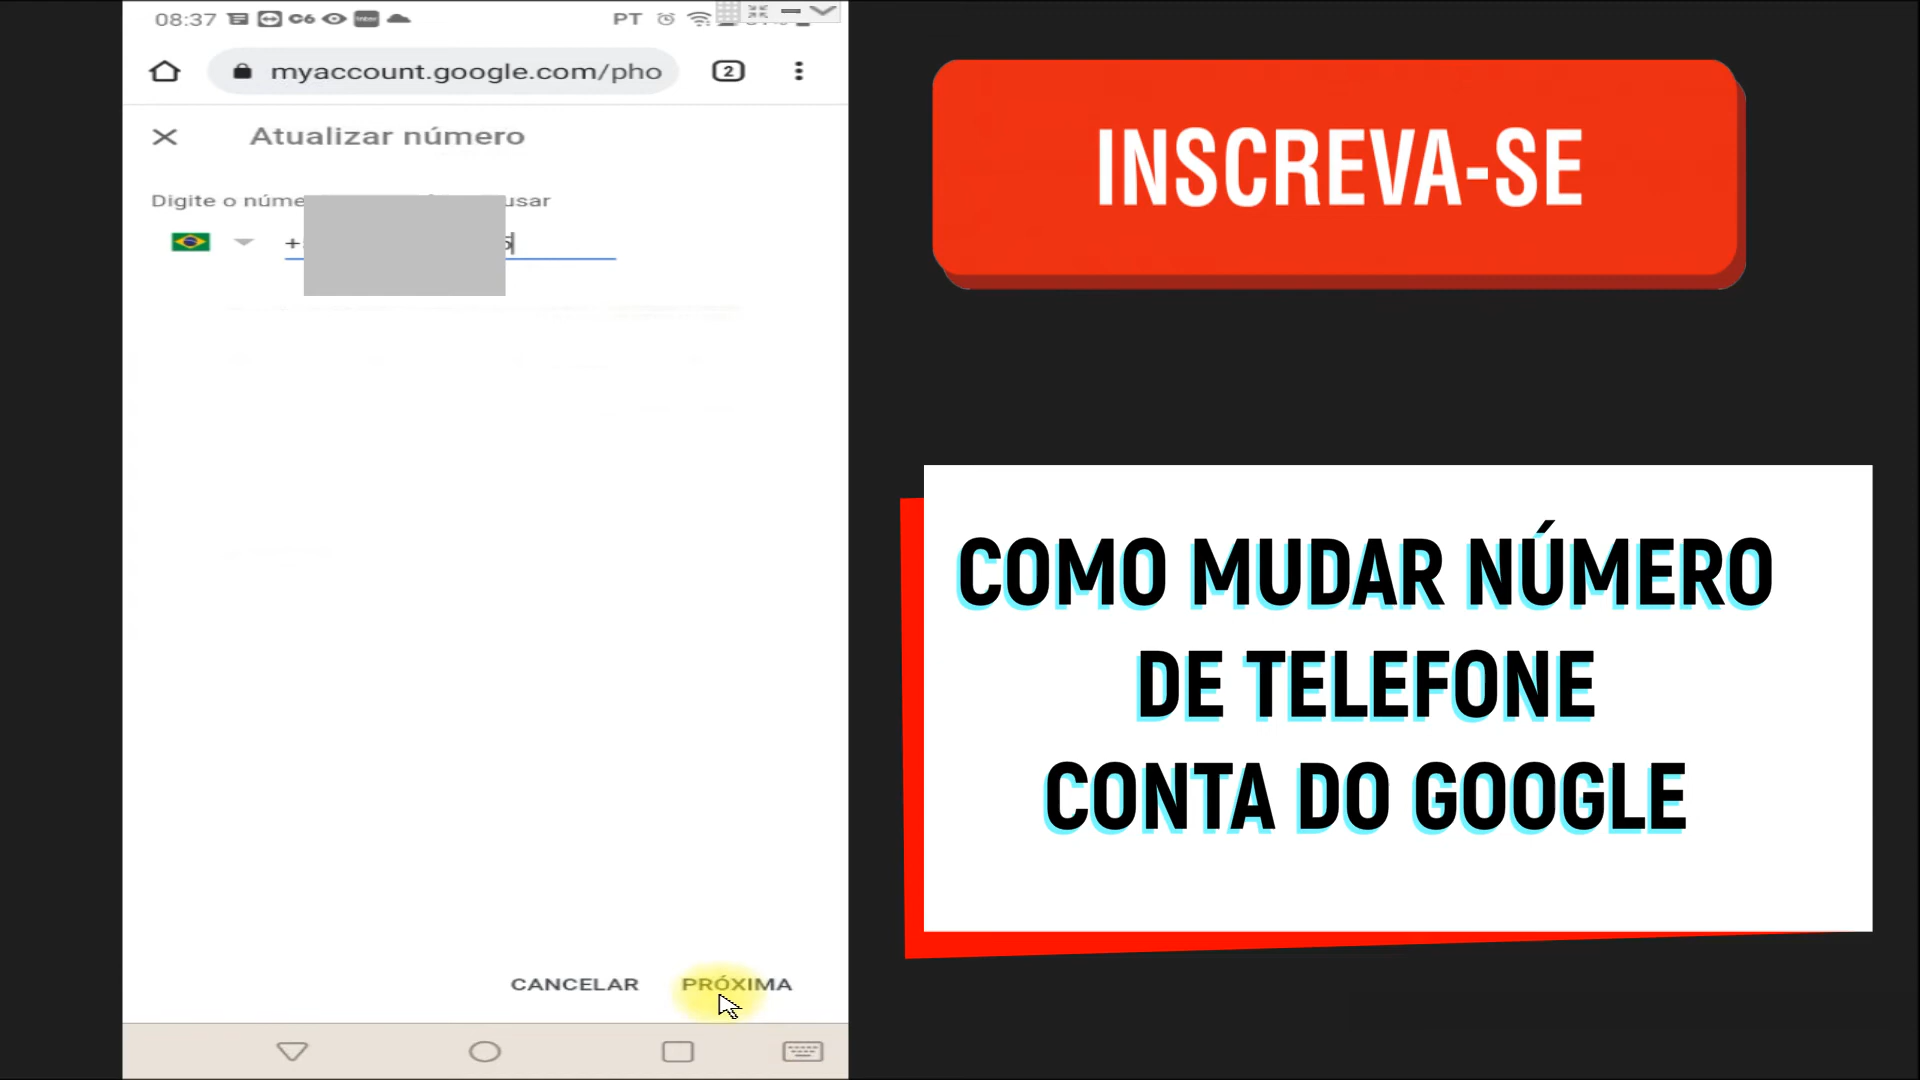 08:37
PT
myaccount.google.com/pho
2
Atualizar número
Digite o usar
+
CANCELAR PRÓXIMA
INSCREVA-SE
COMO MUDAR NÚMERO
DE TELEFONE
CONTA DO GOOGLE